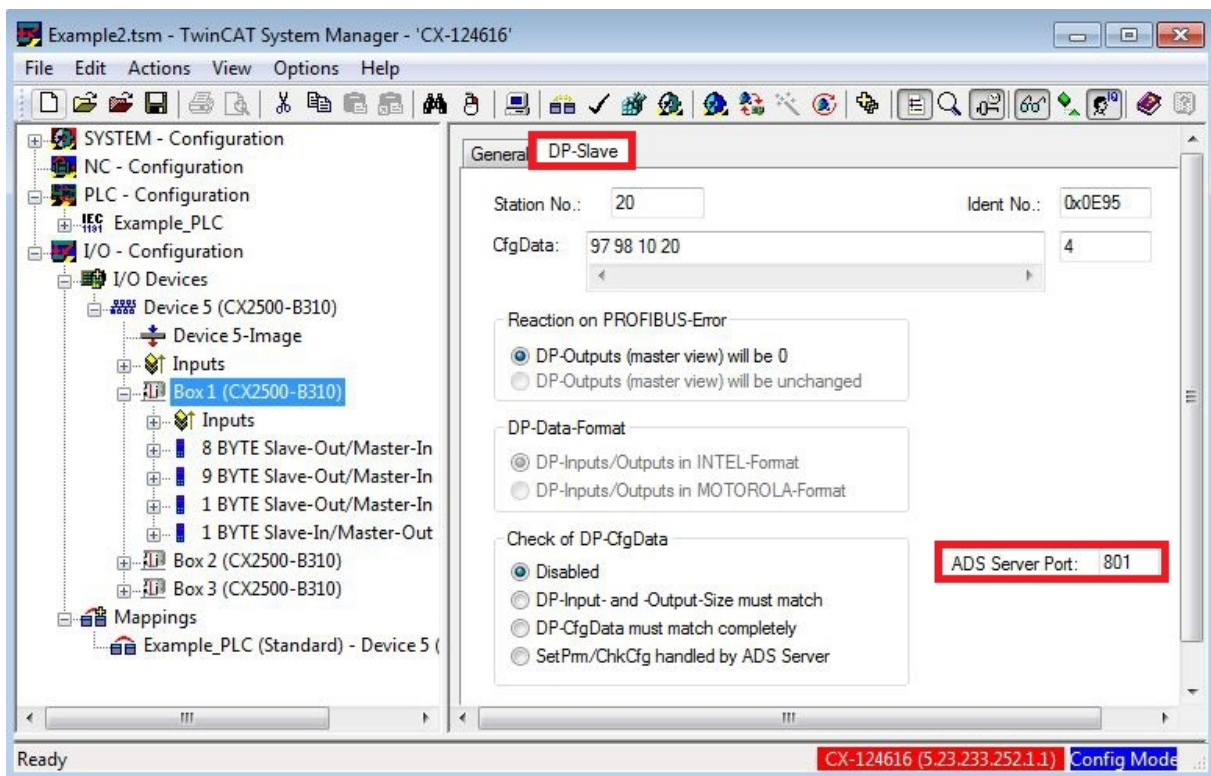 Example2.tsm - TwinCAT System Manager - 'CX-124616'
File Edit Actions View Options Help
SYSTEM - Configuration
NC - Configuration
PLC - Configuration
Example_PLC
I/O - Configuration
I/O Devices
Device 5 (CX2500-B310)
Device 5-Image
Inputs
Box 1 (CX2500-B310)
Inputs
8 BYTE Slave-Out/Master-In
9 BYTE Slave-Out/Master-In
1 BYTE Slave-Out/Master-In
1 BYTE Slave-In/Master-Out
Box 2 (CX2500-B310)
Box 3 (CX2500-B310)
Mappings
Example_PLC (Standard) - Device 5 (
General DP-Slave
Station No.: 20 Ident No.: 0x0E95
CfgData: 97 98 10 20 4
Reaction on PROFIBUS-Error
DP-Outputs (master view) will be 0
DP-Outputs (master view) will be unchanged
DP-Data-Format
DP-Inputs/Outputs in INTEL-Format
DP-Inputs/Outputs in MOTOROLA-Format
Check of DP-CfgData
Disabled
DP-Input- and -Output-Size must match
DP-CfgData must match completely
SetPrm/ChkCfg handled by ADS Server
ADS Server Port: 801
Ready CX-124616 (5.23.233.252.1.1) Config Mode